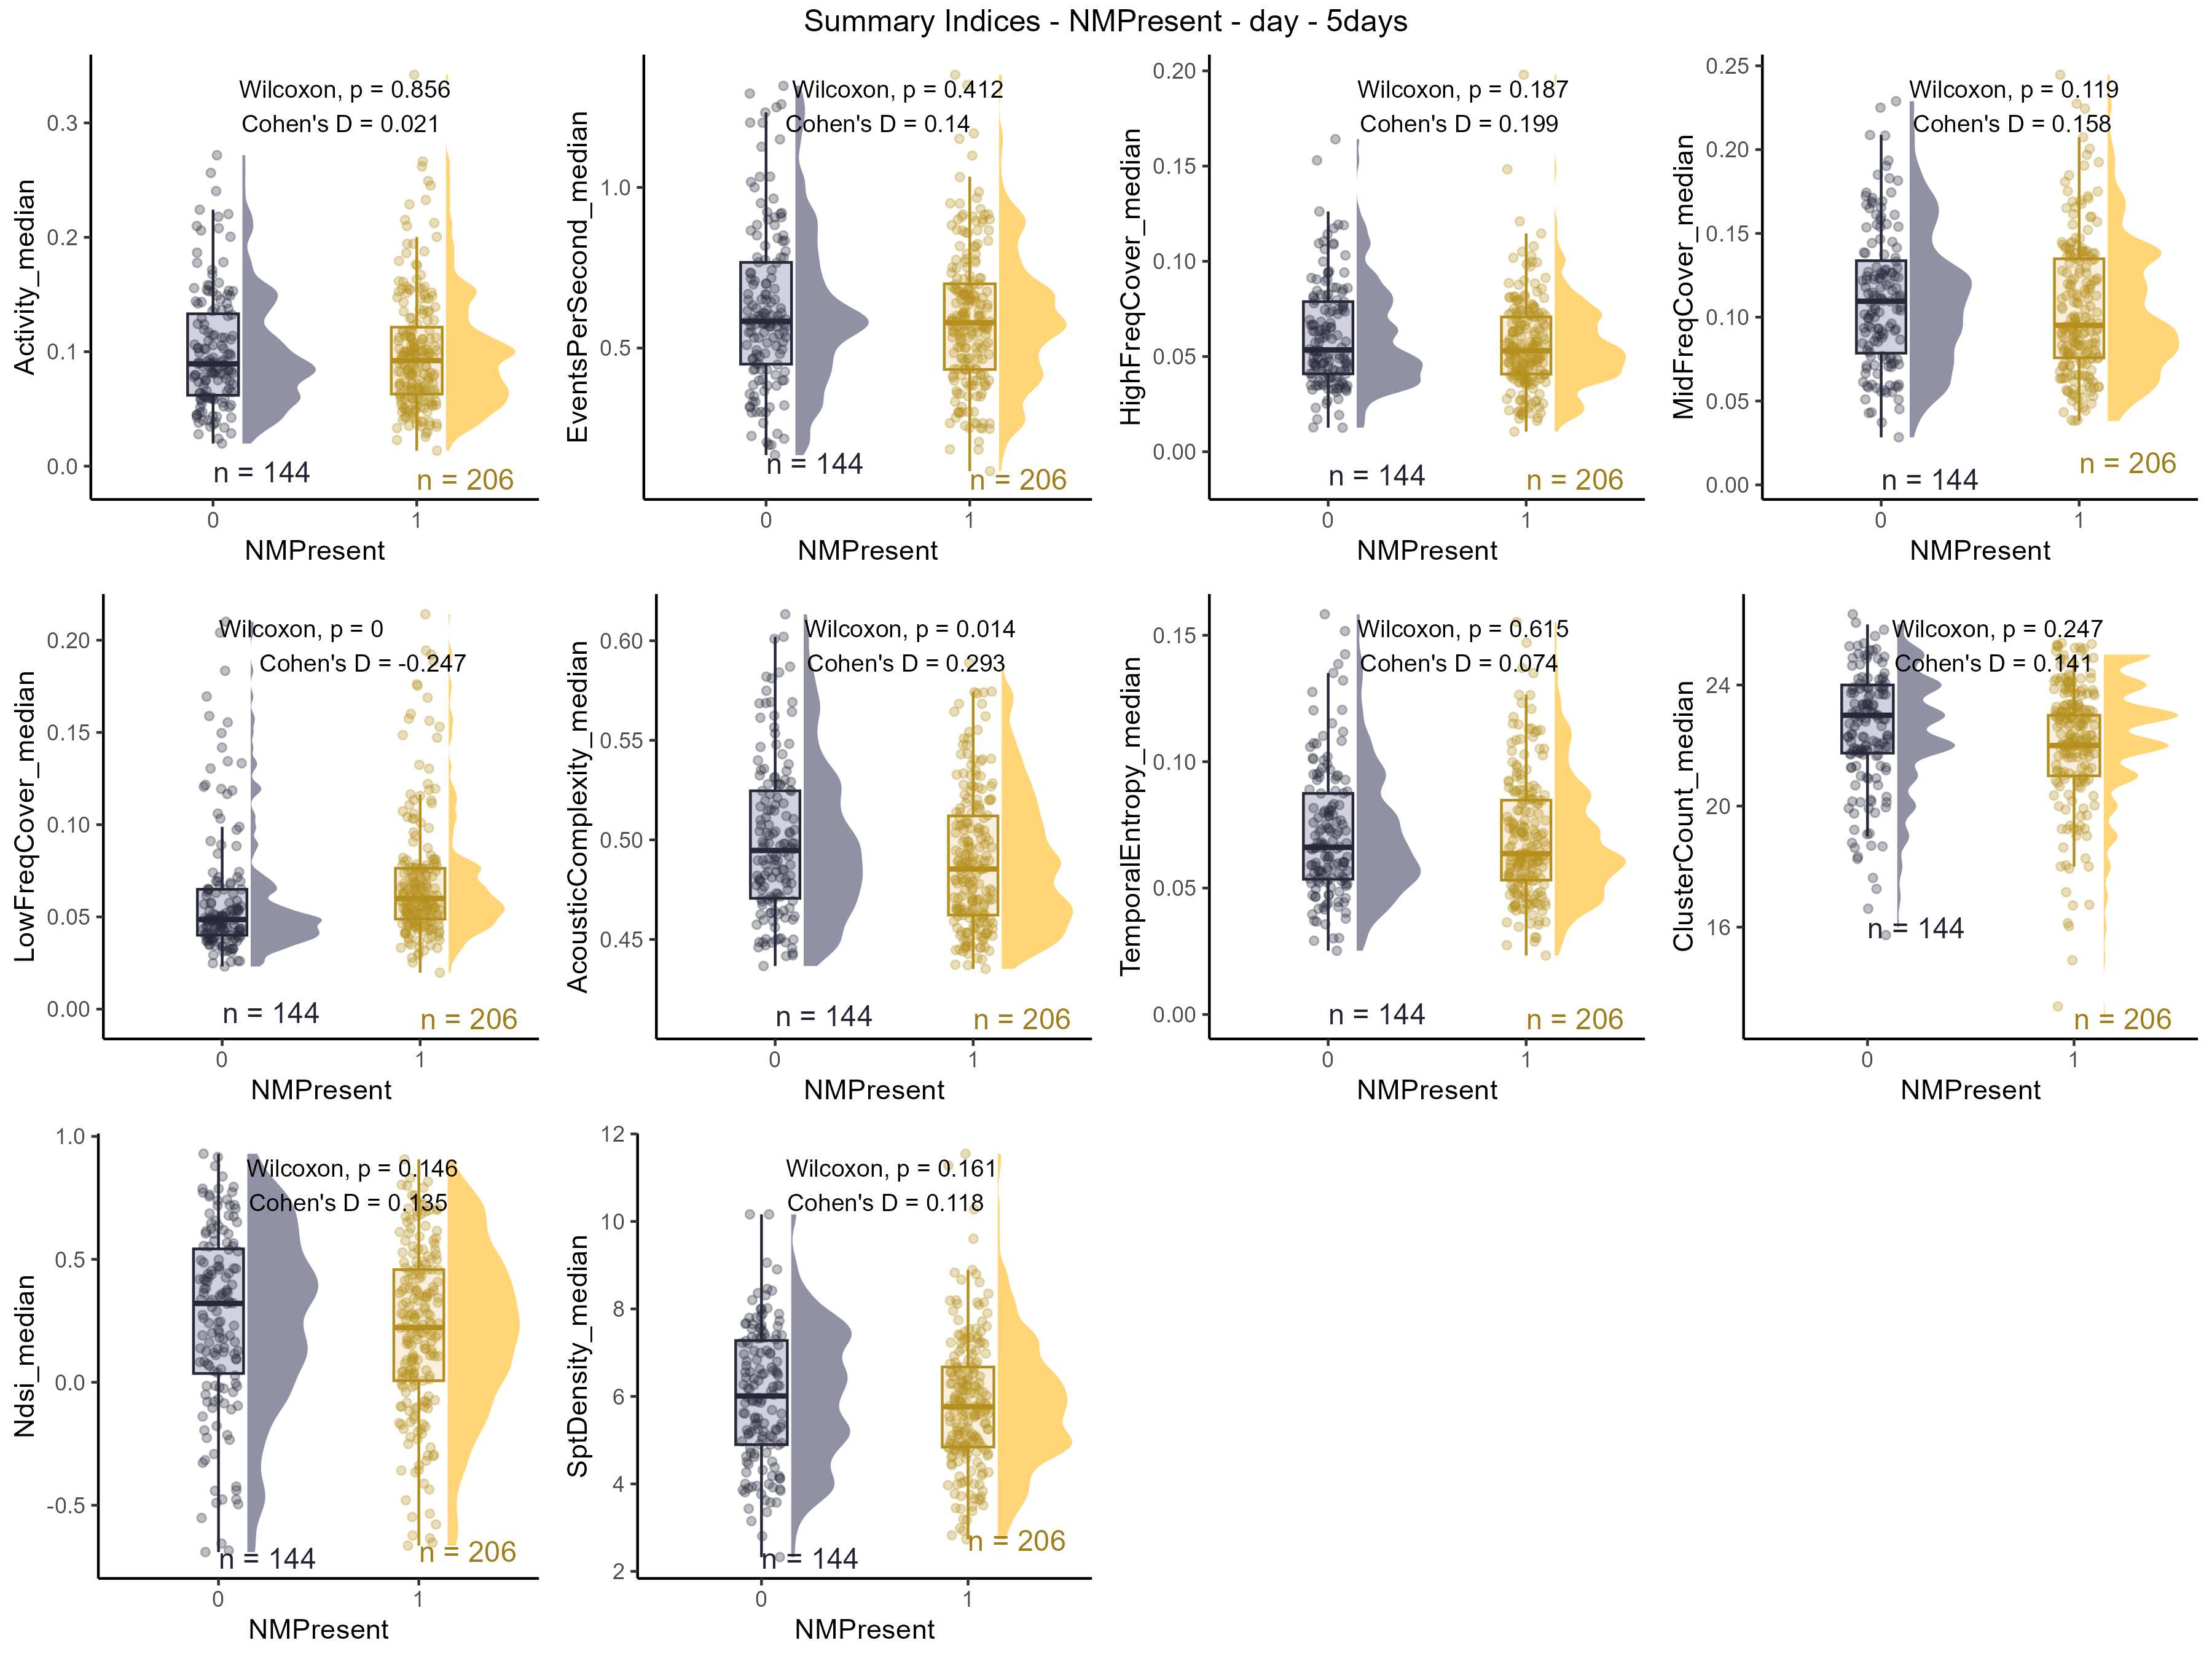 Summary Indices - NMPresent - day - 5days
Activity_median
0.3
0.2
0.1
0.0
Wilcoxon, p = 0.856
Cohen's D = 0.021
n = 144
n = 206
0
1
NMPresent
EventsPerSecond_median
1.0
0.5
Wilcoxon, p = 0.412
Cohen's D = 0.14
n = 144
n = 206
0
1
NMPresent
HighFreqCover_median
0.20
0.15
0.10
0.05
0.00
Wilcoxon, p = 0.187
Cohen's D = 0.199
n = 144
n = 206
0
1
NMPresent
MidFreqCover_median
0.25
0.20
0.15
0.10
0.05
0.00
Wilcoxon, p = 0.119
Cohen's D = 0.158
n = 144
n = 206
0
1
NMPresent
LowFreqCover_median
0.20
0.15
0.10
0.05
0.00
Wilcoxon, p = 0
Cohen's D = -0.247
n = 144
n = 206
0
1
NMPresent
AcousticComplexity_median
0.60
0.55
0.50
0.45
Wilcoxon, p = 0.014
Cohen's D = 0.293
n = 144
n = 206
0
1
NMPresent
TemporalEntropy_median
0.15
0.10
0.05
0.00
Wilcoxon, p = 0.615
Cohen's D = 0.074
n = 144
n = 206
0
1
NMPresent
ClusterCount_median
24
20
16
Wilcoxon, p = 0.247
Cohen's D = 0.141
n = 144
n = 206
0
1
NMPresent
Ndsi_median
1.0
0.5
0.0
-0.5
Wilcoxon, p = 0.146
Cohen's D = 0.135
n = 144
n = 206
0
1
NMPresent
SptDensity_median
12
10
8
6
4
2
Wilcoxon, p = 0.161
Cohen's D = 0.118
n = 144
n = 206
0
1
NMPresent